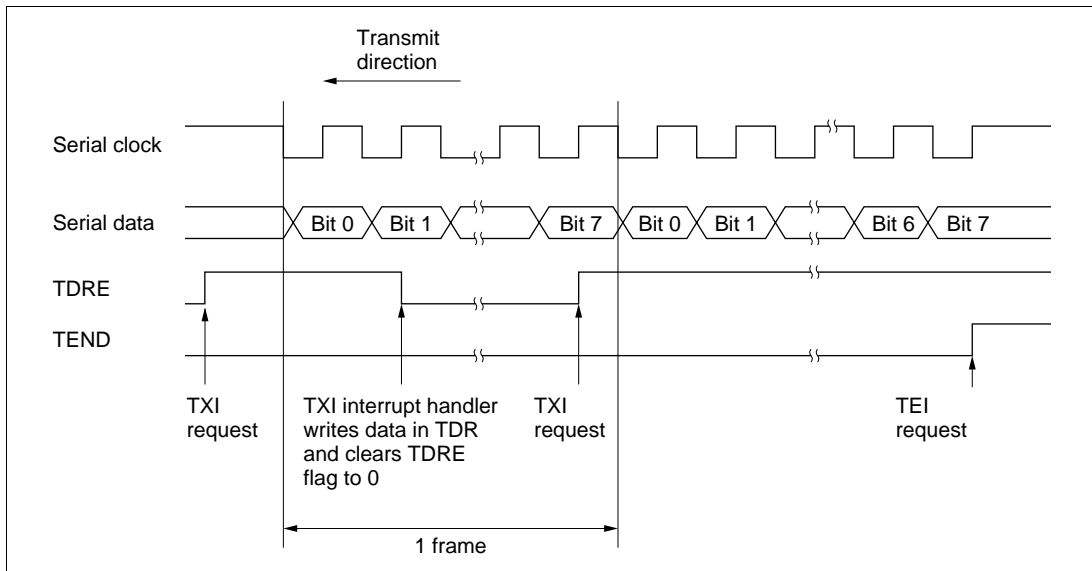 Transmit
direction
Serial clock
Serial data
Bit 0
Bit 1
Bit 7
Bit 0
Bit 1
Bit 6
Bit 7
TDRE
TEND
TXI
request
TXI interrupt handler
writes data in TDR
and clears TDRE
flag to 0
TXI
request
TEI
request
1 frame